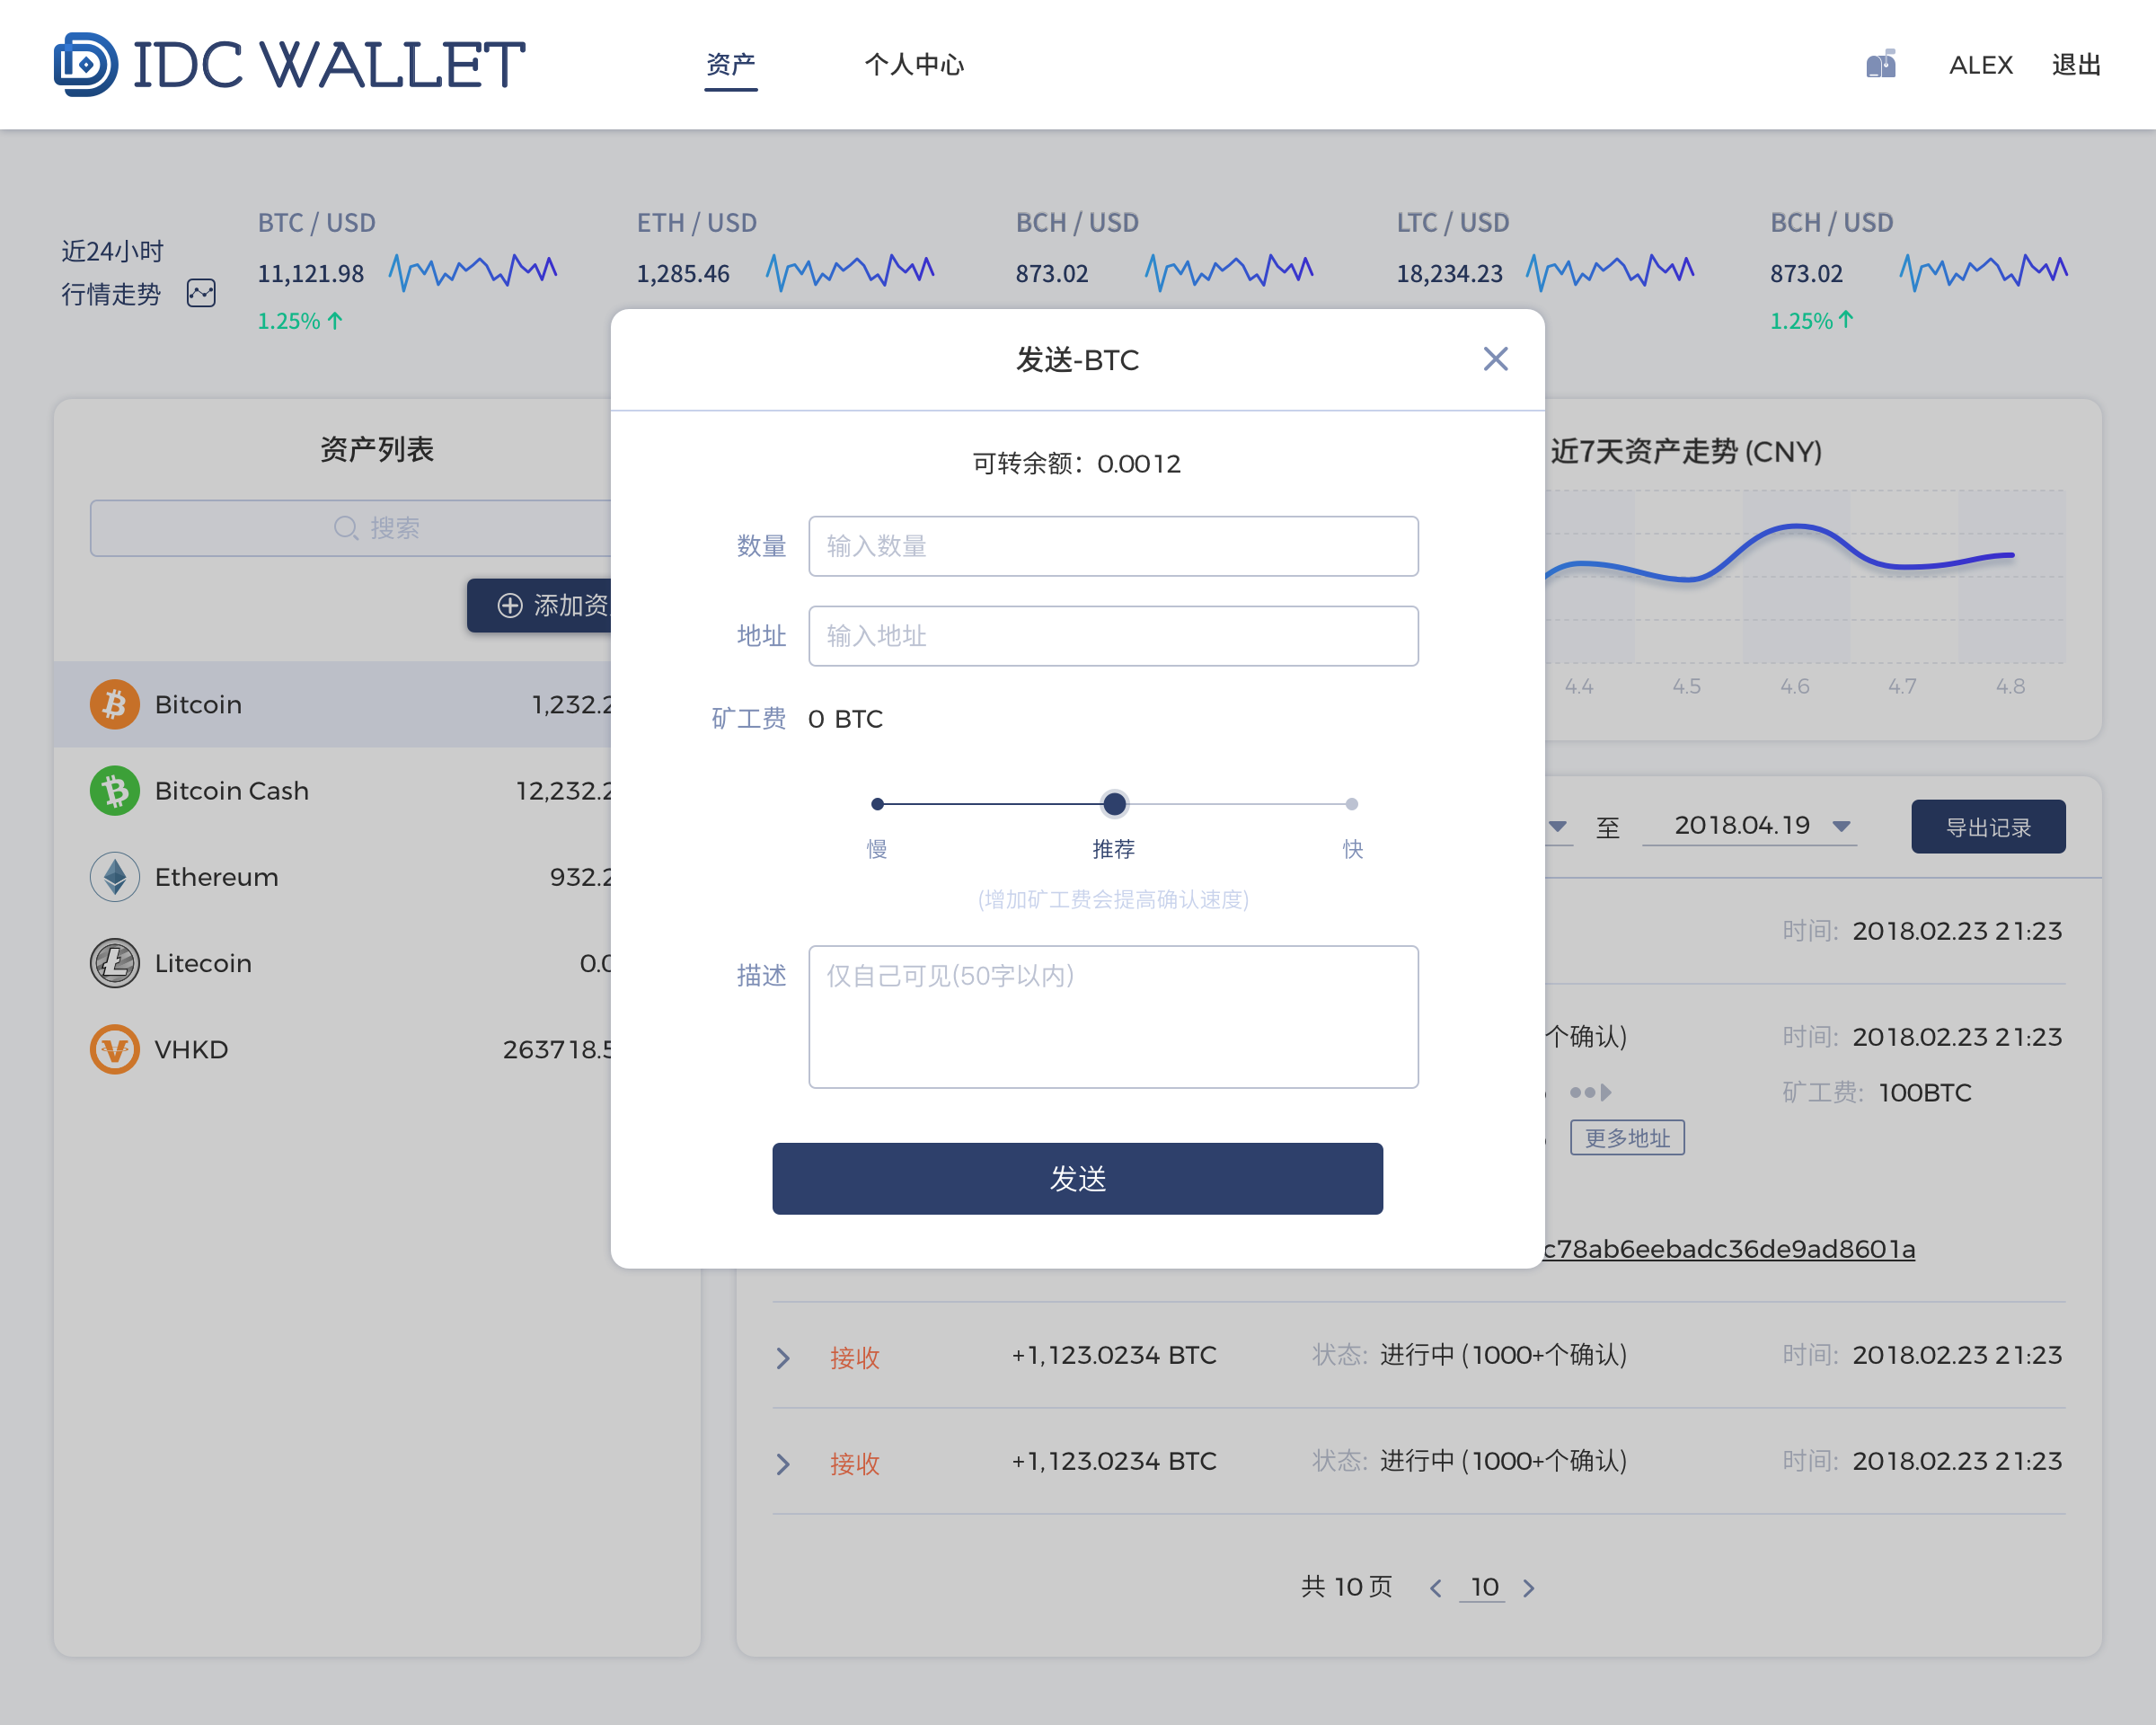 IDC WALLET
资产
个人中心
ALEX
退出
近24小时
行情走势
BTC / USD
11,121.98
1.25%
ETH / USD
1,285.46
BCH / USD
873.02
LTC / USD
18,234.23
BCH / USD
873.02
1.25%
资产列表
搜索
添加资
Bitcoin
1,232.2
Bitcoin Cash
12,232.2
Ethereum
932.2
Litecoin
0.0
VHKD
263718.5
发送-BTC
可转余额：0.0012
数量
输入数量
地址
输入地址
矿工费
0 BTC
慢
推荐
快
(增加矿工费会提高确认速度)
描述
仅自己可见(50字以内)
发送
近7天资产走势 (CNY)
4.4
4.5
4.6
4.7
4.8
至
2018.04.19
导出记录
时间: 2018.02.23 21:23
个确认)
时间: 2018.02.23 21:23
矿工费: 100BTC
更多地址
c78ab6eebadc36de9ad8601a
接收
+1,123.0234 BTC
状态: 进行中 (1000+个确认)
时间: 2018.02.23 21:23
接收
+1,123.0234 BTC
状态: 进行中 (1000+个确认)
时间: 2018.02.23 21:23
共 10 页
10